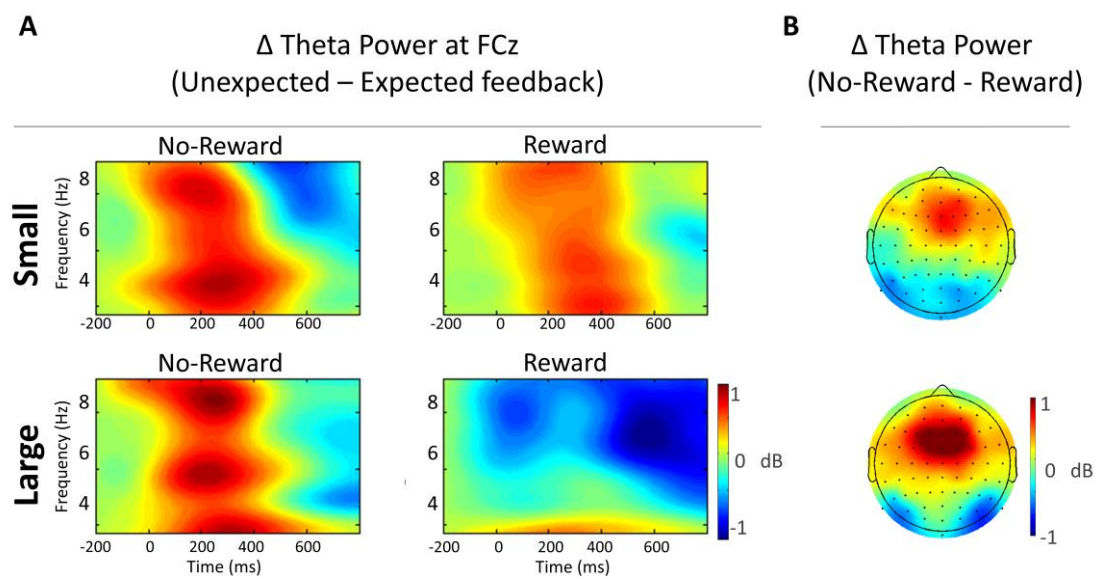 A
Δ Theta Power at FCz
(Unexpected – Expected feedback)
B
Δ Theta Power
(No-Reward - Reward)
No-Reward
Reward
Small
Frequency (Hz)
8
6
4
-200 0 200 400 600
8
6
4
-200 0 200 400 600
No-Reward
Reward
Large
Frequency (Hz)
8
6
4
-200 0 200 400 600
Time (ms)
8
6
4
-200 0 200 400 600
Time (ms)
1
0 dB
-1
1
0 dB
-1